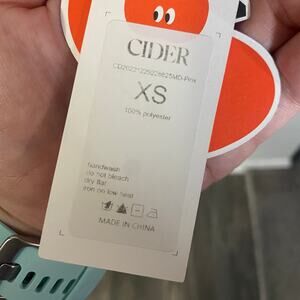 CIDER
XS
100% polyester
handwash
do not bleach
dry flat
iron on low heat
MADE IN CHINA